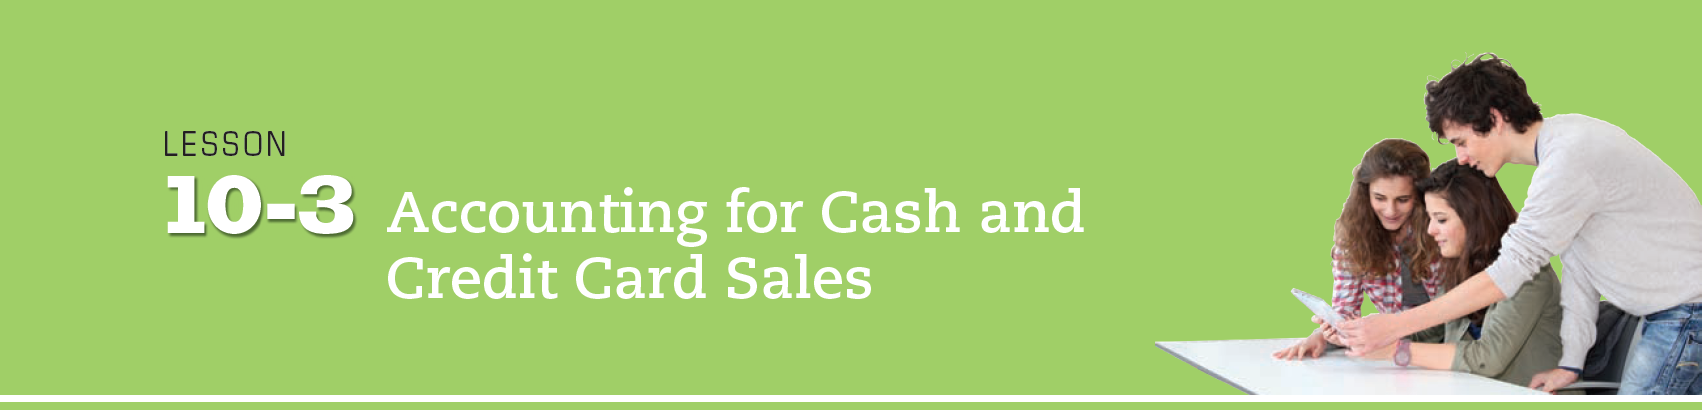 LESSON
10-3 Accounting for Cash and
Credit Card Sales